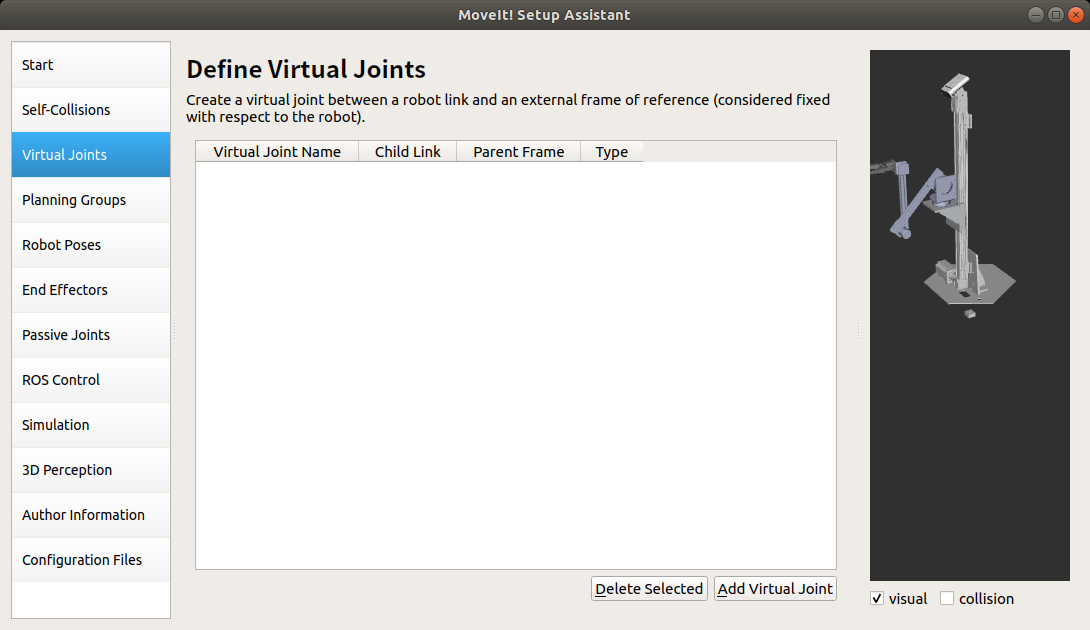 MoveIt! Setup Assistant
Start
Self-Collisions
Virtual Joints
Planning Groups
Robot Poses
End Effectors
Passive Joints
ROS Control
Simulation
3D Perception
Author Information
Configuration Files
Define Virtual Joints
Create a virtual joint between a robot link and an external frame of reference (considered fixed
with respect to the robot).
Virtual Joint Name Child Link Parent Frame Type
Delete Selected Add Virtual Joint
visual collision